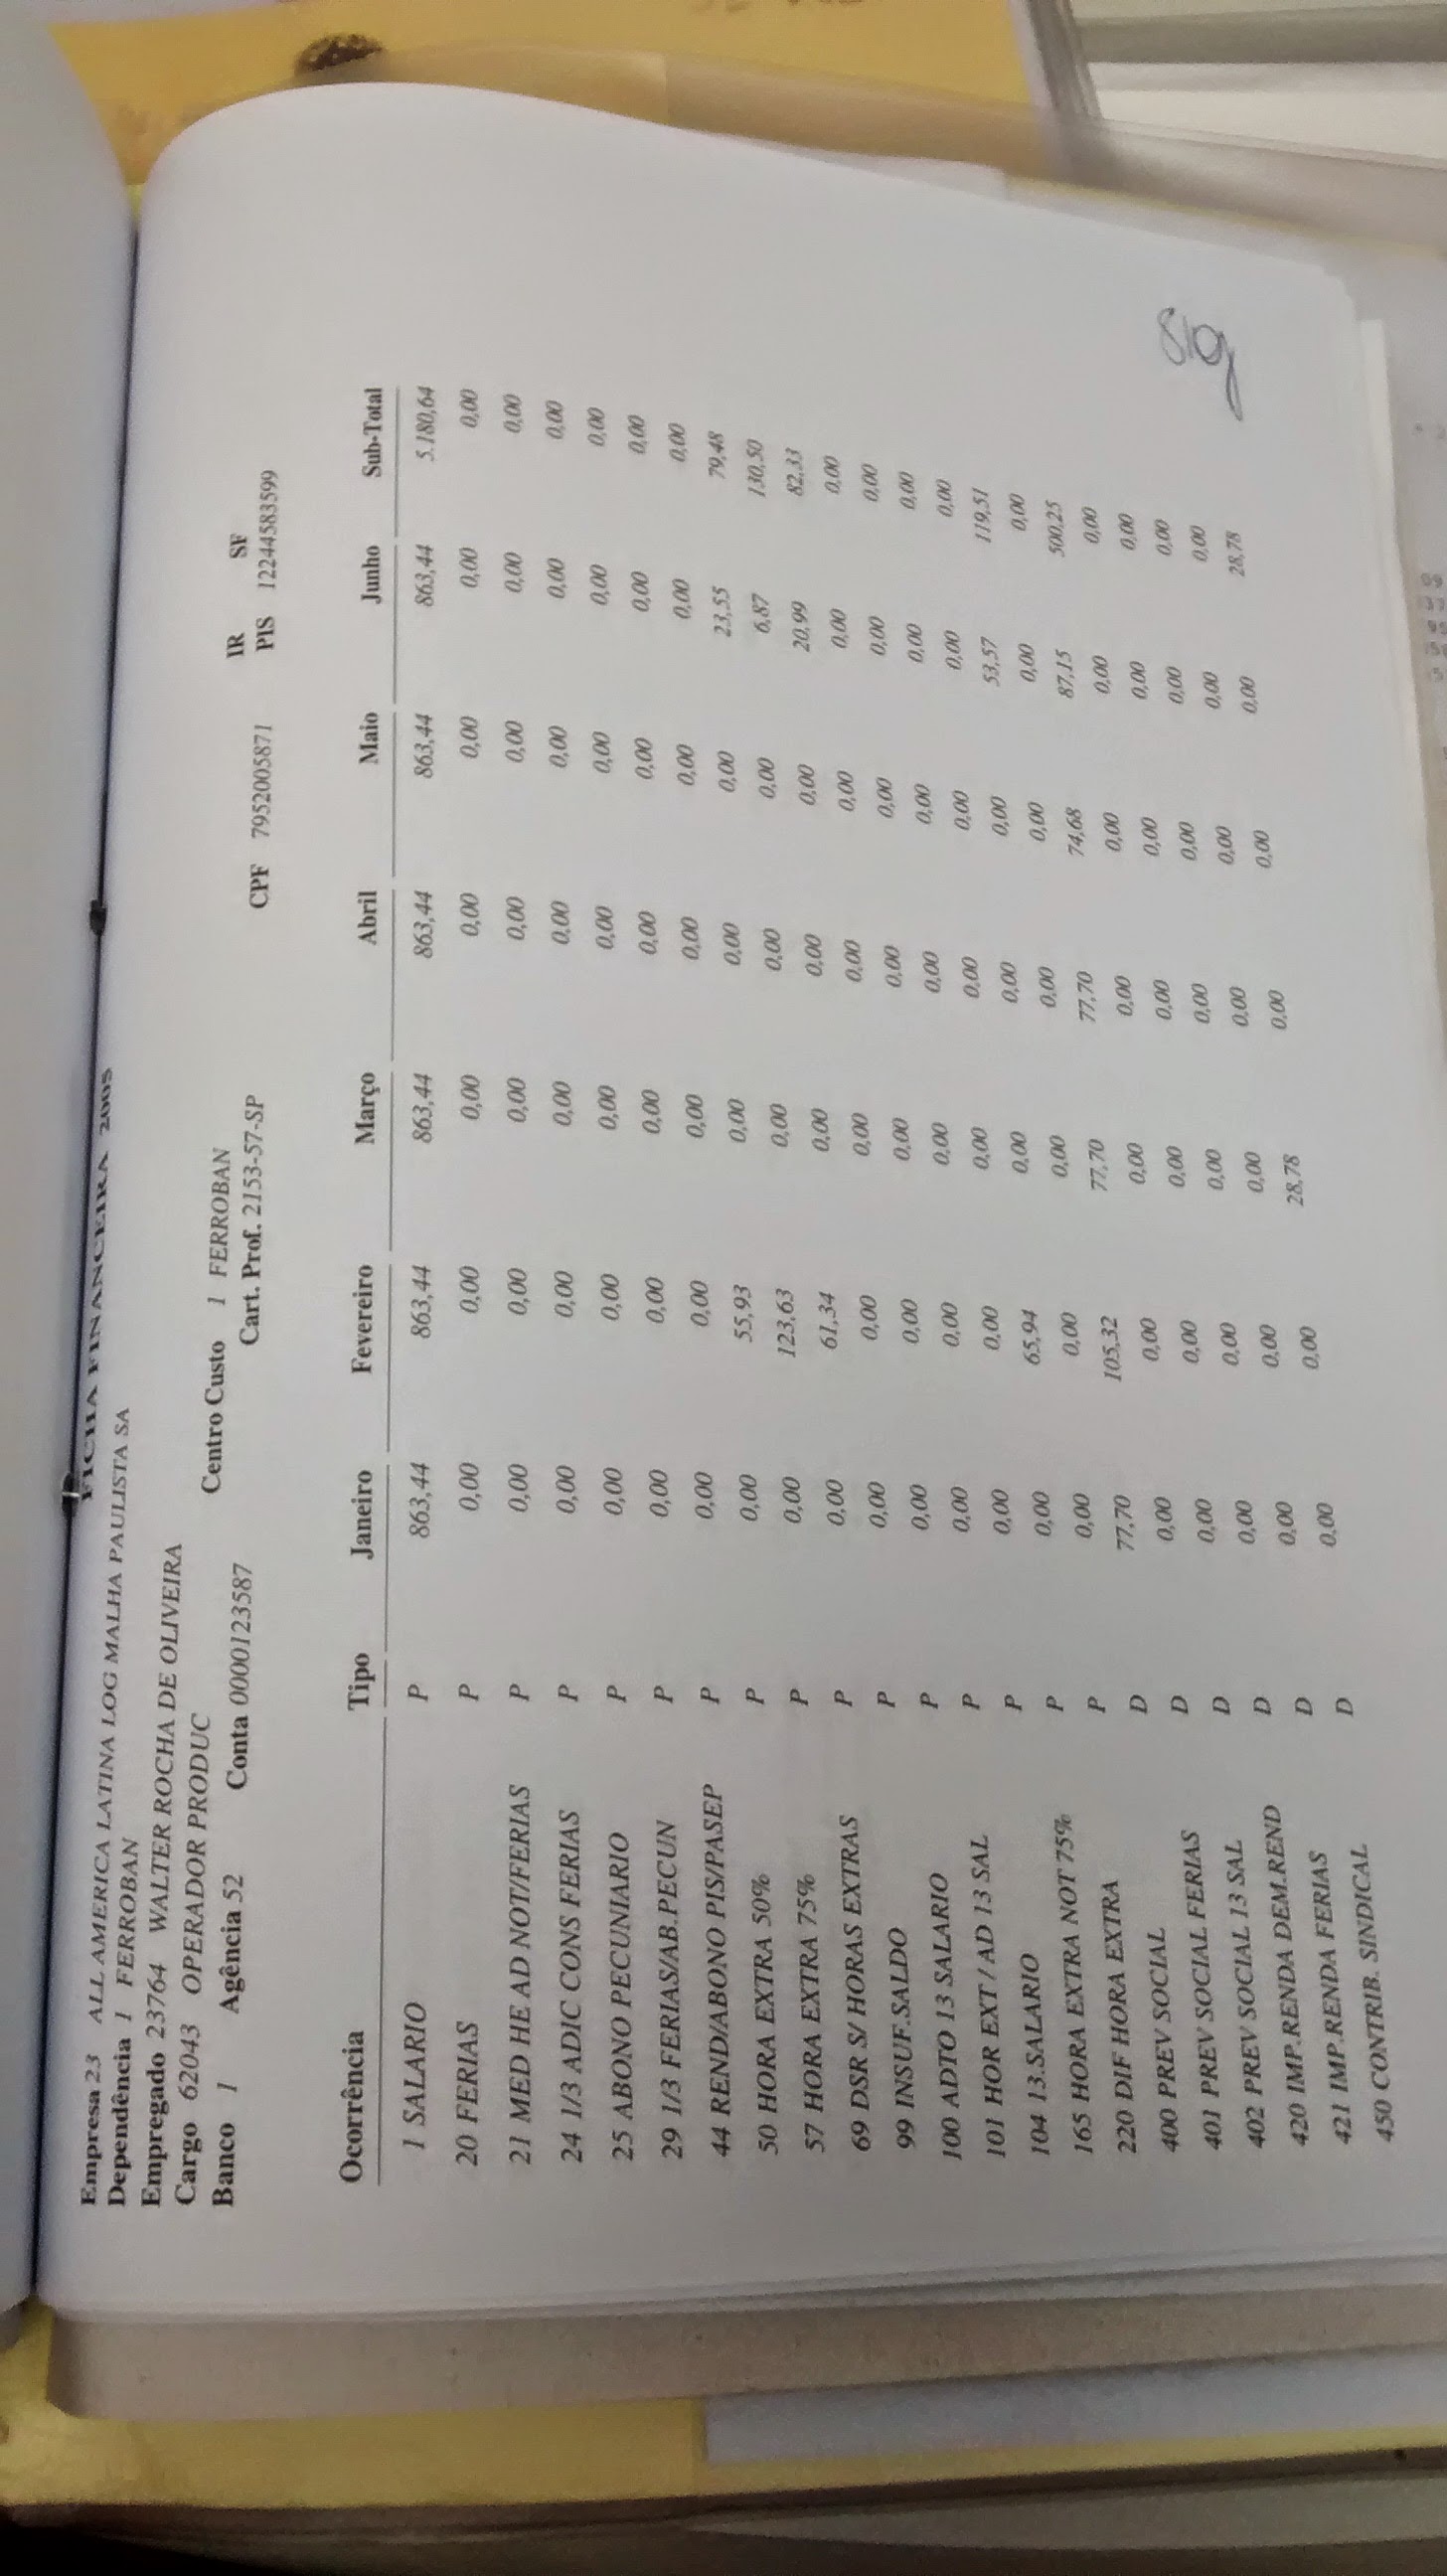 FICHA FINANCEIRA 2005
Empresa 23 ALL AMERICA LATINA LOG MALHA PAULISTA SA
Dependência 1 FERROBAN
Empregado 23764 WALTER ROCHA DE OLIVEIRA
Cargo 62043 OPERADOR PRODUC Centro Custo 1 FERROBAN IR SF
Banco 1 Agência 52 Conta 0000123587 Cart. Prof. 2153-57-SP CPF 7952005871 PIS 12244583599
Ocorrência Tipo Janeiro Fevereiro Março Abril Maio Junho Sub-Total
1 SALARIO P 863,44 863,44 863,44 863,44 863,44 863,44 5.180,64
20 FERIAS P 0,00 0,00 0,00 0,00 0,00 0,00 0,00
21 MED HE AD NOT/FERIAS P 0,00 0,00 0,00 0,00 0,00 0,00 0,00
24 1/3 ADIC CONS FERIAS P 0,00 0,00 0,00 0,00 0,00 0,00 0,00
25 ABONO PECUNIARIO P 0,00 0,00 0,00 0,00 0,00 0,00 0,00
29 1/3 FERIAS/AB.PECUN P 0,00 0,00 0,00 0,00 0,00 0,00 0,00
44 REND/ABONO PIS/PASEP P 0,00 0,00 0,00 0,00 0,00 0,00 0,00
50 HORA EXTRA 50% P 0,00 55,93 0,00 0,00 0,00 23,55 79,48
57 HORA EXTRA 75% P 0,00 123,63 0,00 0,00 0,00 6,87 130,50
69 DSR S/ HORAS EXTRAS P 0,00 61,34 0,00 0,00 0,00 20,99 82,33
99 INSUF.SALDO P 0,00 0,00 0,00 0,00 0,00 0,00 0,00
100 ADTO 13 SALARIO P 0,00 0,00 0,00 0,00 0,00 0,00 0,00
101 HOR EXT / AD 13 SAL P 0,00 0,00 0,00 0,00 0,00 0,00 0,00
104 13.SALARIO P 0,00 0,00 0,00 0,00 0,00 0,00 0,00
165 HORA EXTRA NOT 75% P 0,00 65,94 0,00 0,00 0,00 53,57 119,51
220 DIF HORA EXTRA P 0,00 0,00 0,00 0,00 0,00 0,00 0,00
400 PREV SOCIAL D 77,70 105,32 77,70 77,70 74,68 87,15 500,25
401 PREV SOCIAL FERIAS D 0,00 0,00 0,00 0,00 0,00 0,00 0,00
402 PREV SOCIAL 13 SAL D 0,00 0,00 0,00 0,00 0,00 0,00 0,00
420 IMP.RENDA DEM.REND D 0,00 0,00 0,00 0,00 0,00 0,00 0,00
421 IMP.RENDA FERIAS D 0,00 0,00 0,00 0,00 0,00 0,00 0,00
450 CONTRIB. SINDICAL D 0,00 0,00 28,78 0,00 0,00 0,00 28,78